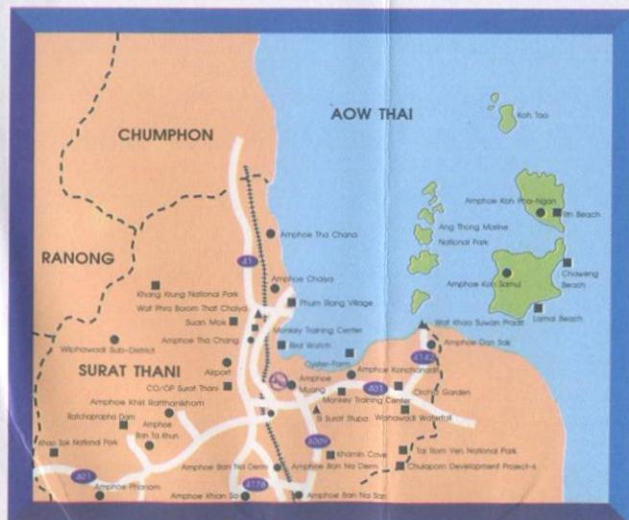 CHUMPHON
AOW THAI
Koh Tao
Amphoe Koh Pha-Ngan
Rin Beach
Ang Thong Marine
National Park
RANONG
41
Amphoe Tha Chana
Khang Krung National Park
Amphoe Chaiya
Phum Riang Village
Wat Phra Borom That Chaiya
Suan Mok
Amphoe Koh Samui
Chaweng
Beach
Lamai Beach
Monkey Training Center
Amphoe Tha Chang
Bird Watch
Wat Khao Suwan Pradit
Amphoe Don Sak
4142
Wiphawadi Sub-District
SURAT THANI
Airport
Oyster-Farm
Amphoe Kanchanadit
CO/OP Surat Thani
Amphoe
Muang
401
Orchid Garden
Monkey Training Center
Amphoe Khiri Ratthanikhom
Si Surat Stupa
Wahawadi Waterfall
Ratchaprapha Dam
Amphoe
Ban Ta Khun
4009
Khao Sok National Park
Khamin Cave
Tai Rom Yen National Park
Amphoe Ban Na Derm
Amphoe Ban Na Derm
Chulaporn Development Project-6
401
Amphoe Phanom
Amphoe Khian Sa
Amphoe Ban Na San